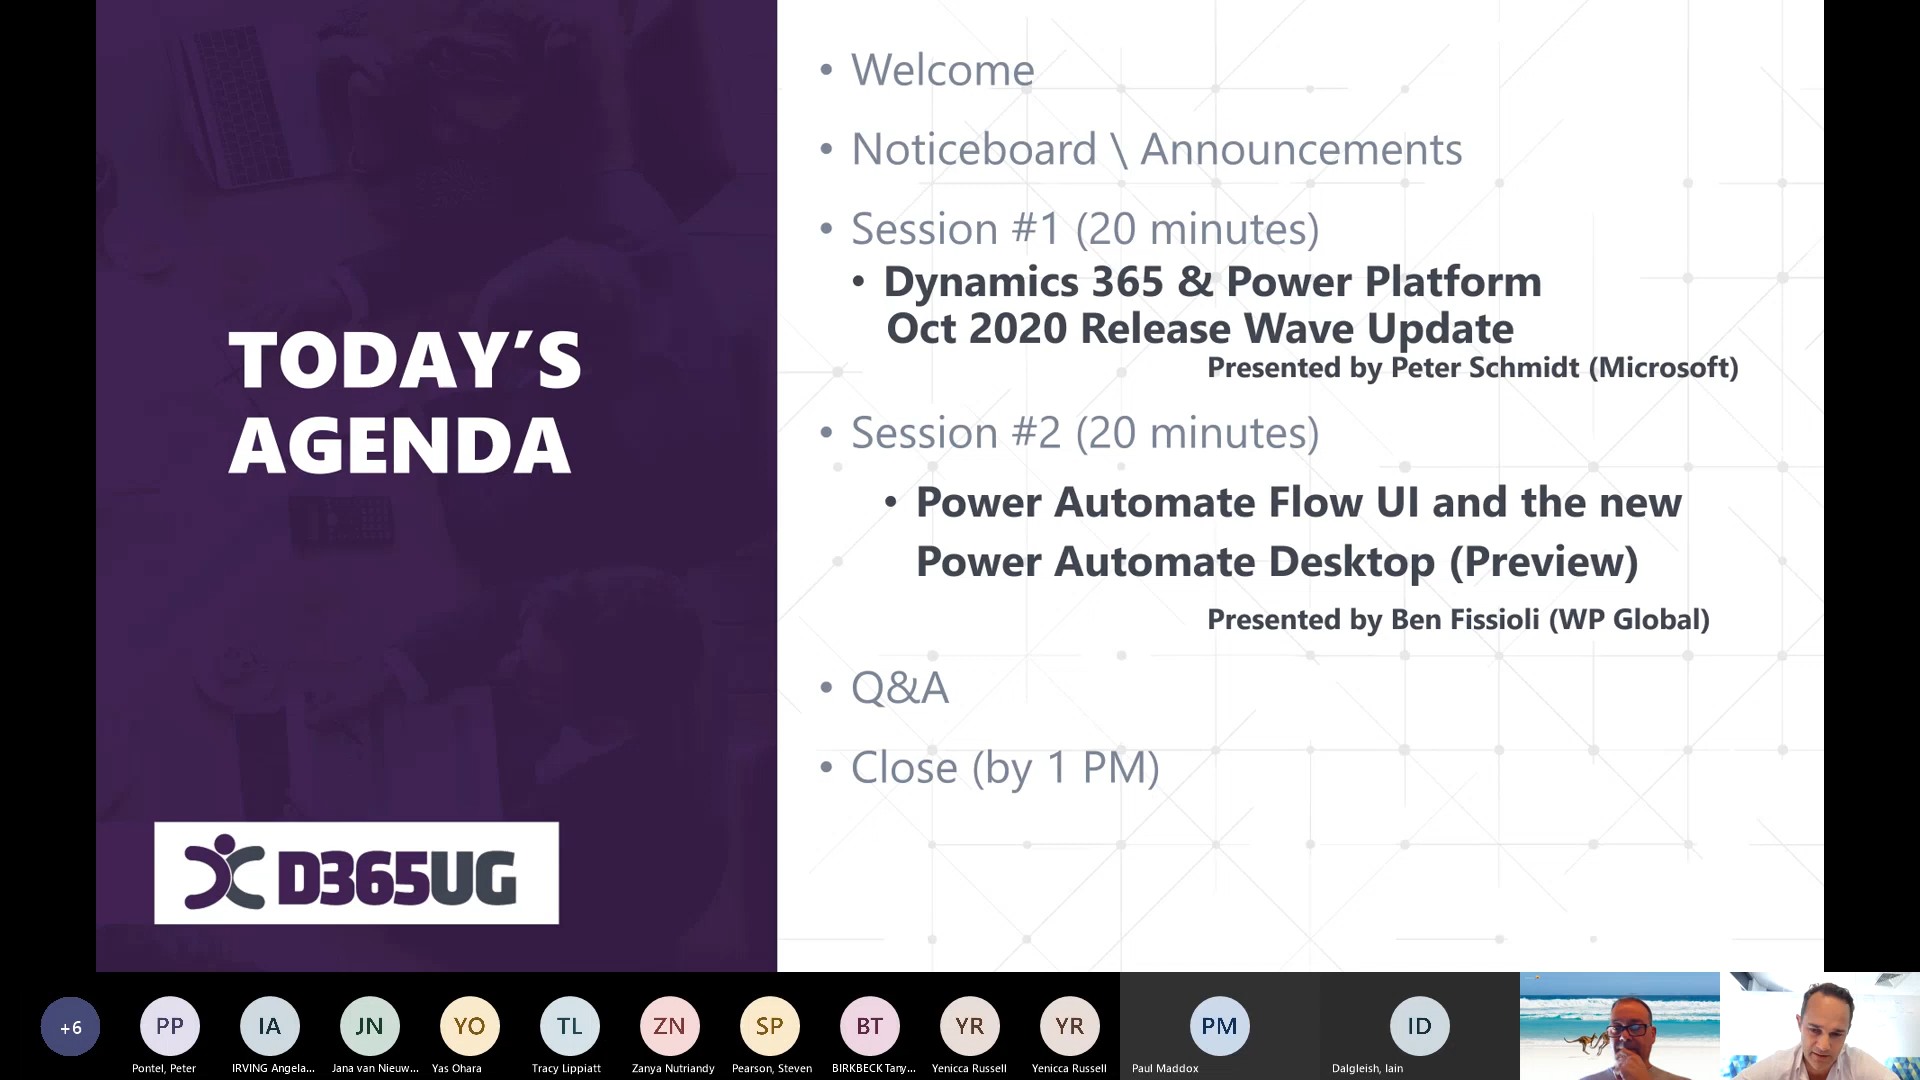 TODAY'S
AGENDA
D365UG
• Welcome
• Noticeboard \ Announcements
• Session #1 (20 minutes)
• Dynamics 365 & Power Platform
Oct 2020 Release Wave Update
Presented by Peter Schmidt (Microsoft)
• Session #2 (20 minutes)
• Power Automate Flow UI and the new
Power Automate Desktop (Preview)
Presented by Ben Fissioli (WP Global)
• Q&A
• Close (by 1 PM)
+6
PP
IA
JN
YO
TL
ZN
SP
BT
YR
YR
PM
ID
Pontel, Peter
IRVING Angela...
Jana van Nieuw...
Yas Ohara
Tracy Lippiatt
Zanya Nutriandy
Pearson, Steven
BIRKBECK Tany...
Yenicca Russell
Yenicca Russell
Paul Maddox
Dalgleish, Iain